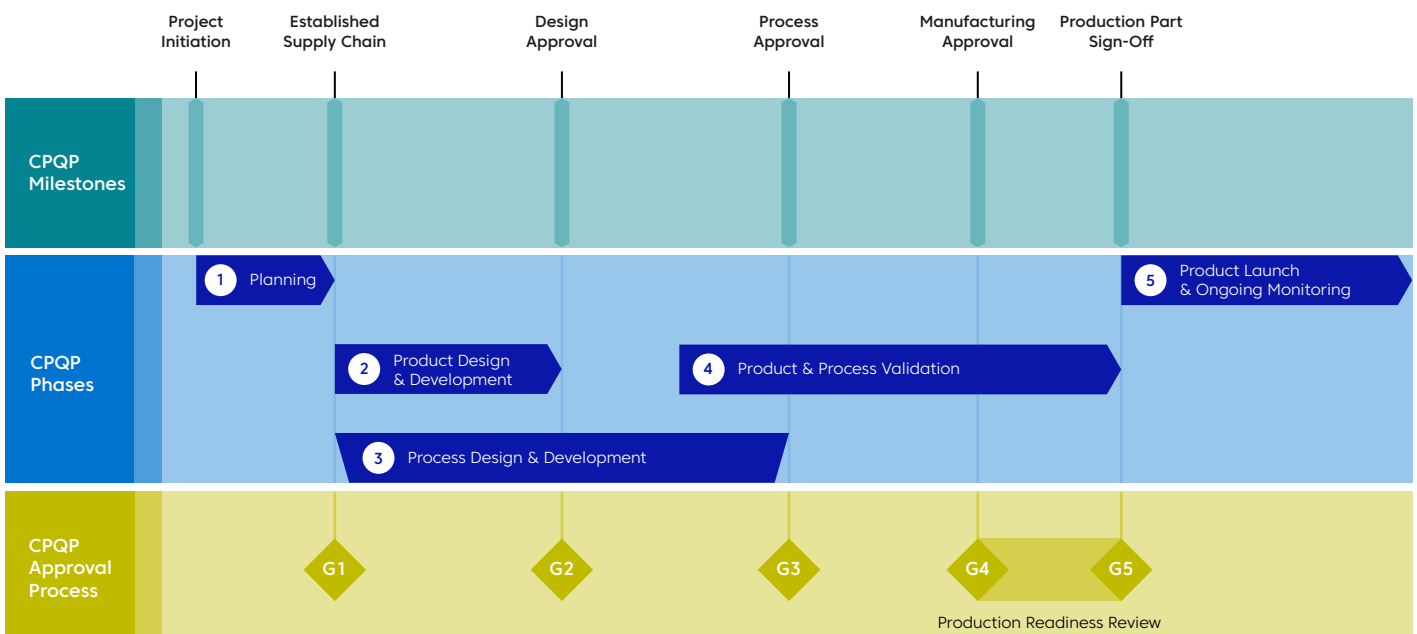 Project
Initiation
Established
Supply Chain
Design
Approval
Process
Approval
Manufacturing
Approval
Production Part
Sign-Off
CPQP
Milestones
CPQP
Phases
1 Planning
2 Product Design
& Development
3 Process Design & Development
4 Product & Process Validation
5 Product Launch
& Ongoing Monitoring
CPQP
Approval
Process
G1
G2
G3
G4
G5
Production Readiness Review